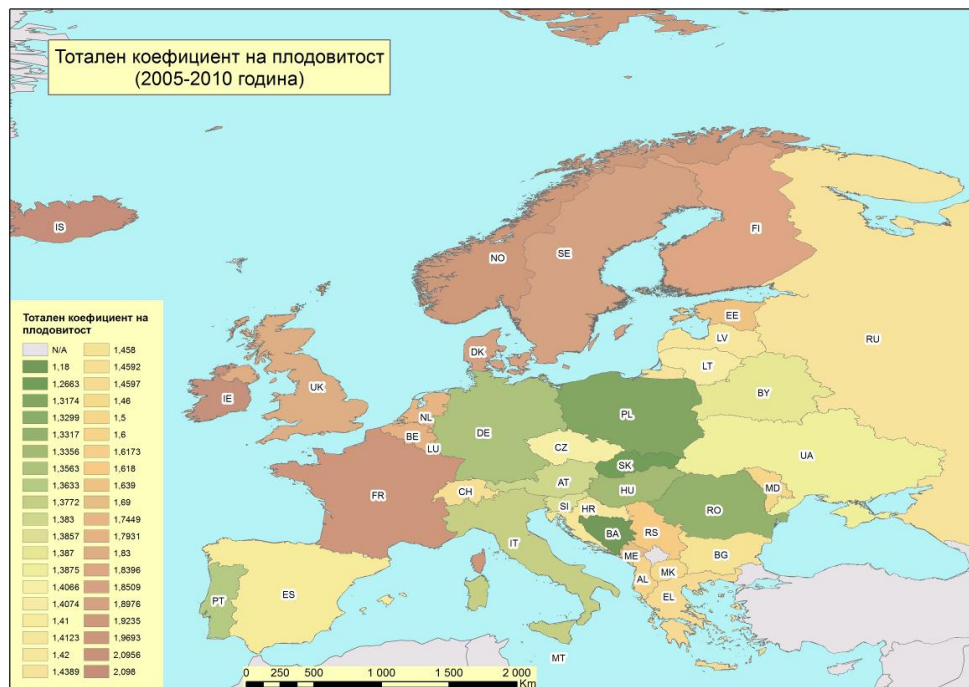 Тотален коефициент на плодовитост
(2005-2010 година)
IS
NO
SE
FI
RU
EE
LV
LT
DK
IE
UK
NL
BE
LU
DE
PL
BY
CZ
SK
UA
FR
CH
AT
HU
MD
SI
HR
RO
IT
BA
RS
ME
BG
MK
AL
EL
PT
ES
MT
Тотален коефициент на
плодовитост
N/A
1,18
1,2663
1,3174
1,3299
1,3317
1,3356
1,3563
1,3633
1,3772
1,383
1,3857
1,387
1,3875
1,4066
1,4074
1,41
1,4123
1,42
1,4389
1,458
1,4592
1,4597
1,46
1,5
1,6
1,6173
1,618
1,639
1,69
1,7449
1,7931
1,83
1,8396
1,8509
1,8976
1,9235
1,9693
2,0956
2,098
0 250 500 1 000 1 500 2 000
Km